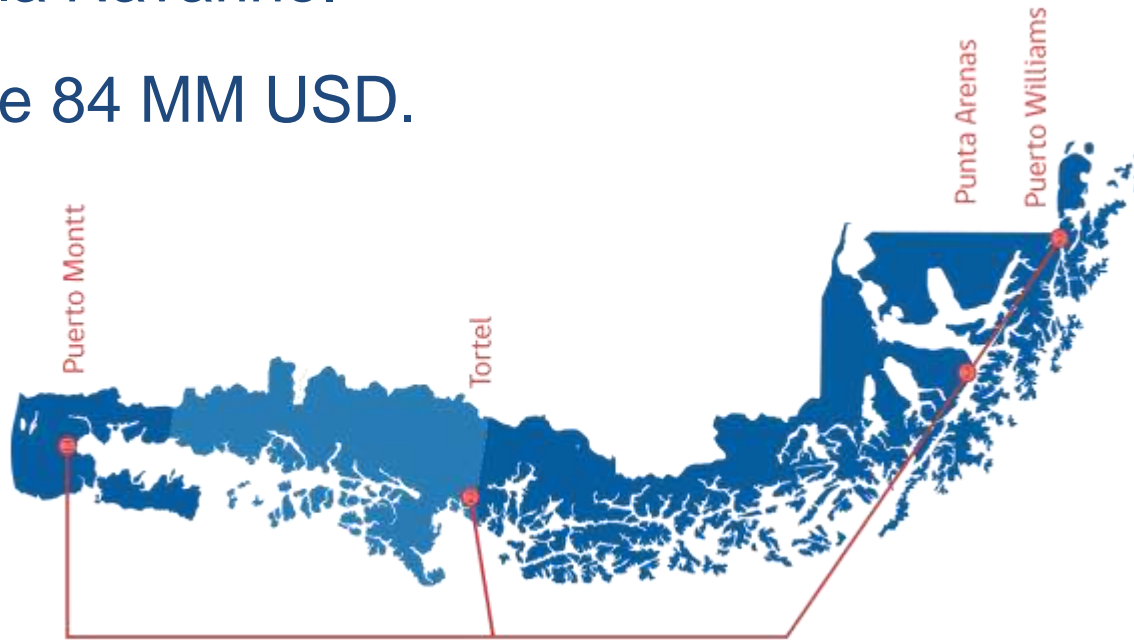 e 84 MM USD.
Puerto Montt
Tortel
Punta Arenas
Puerto Williams